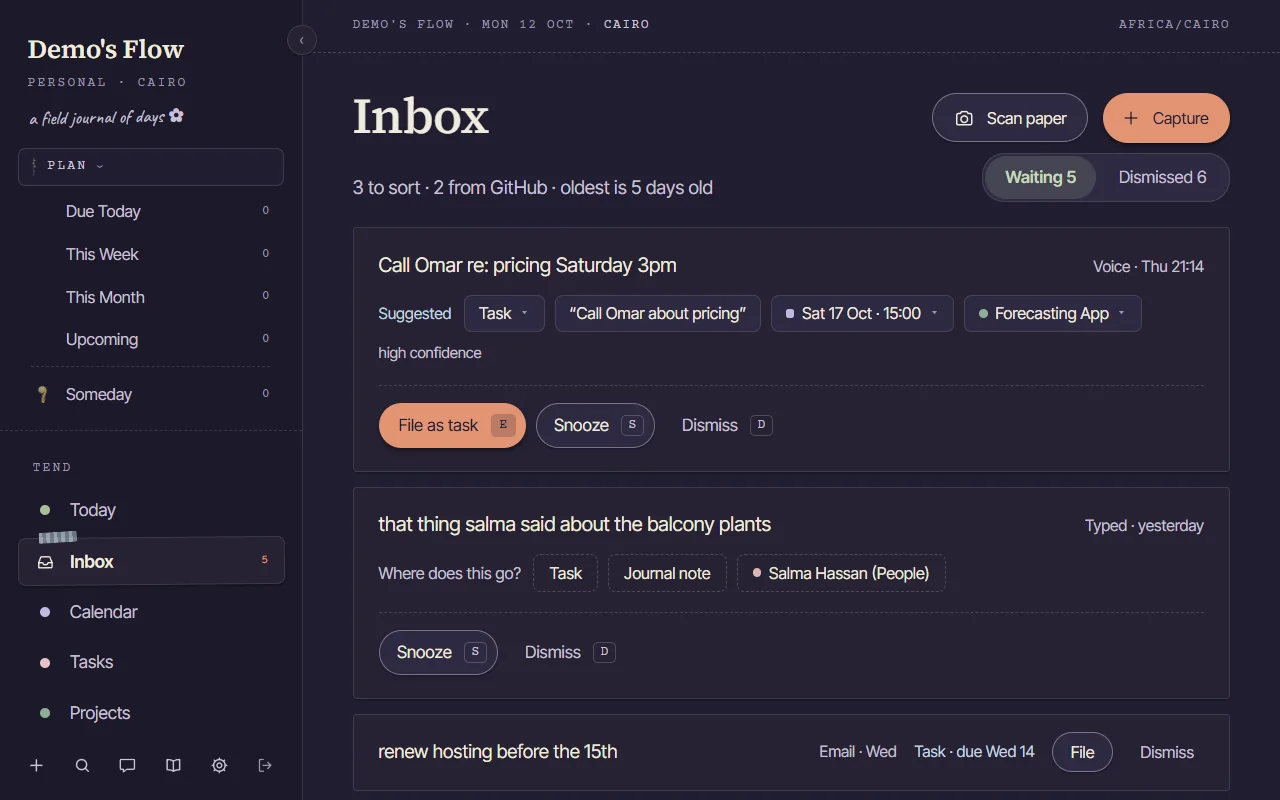 Demo's Flow
PERSONAL · CAIRO
a field journal of days
PLAN
Due Today 0
This Week 0
This Month 0
Upcoming 0
Someday 0
TEND
Today
Inbox 5
Calendar
Tasks
Projects
DEMO'S FLOW · MON 12 OCT · CAIRO
AFRICA/CAIRO
Inbox
Scan paper
Capture
3 to sort · 2 from GitHub · oldest is 5 days old
Waiting 5
Dismissed 6
Call Omar re: pricing Saturday 3pm
Voice · Thu 21:14
Suggested Task “Call Omar about pricing” Sat 17 Oct · 15:00 Forecasting App
high confidence
File as task E Snooze S Dismiss D
that thing salma said about the balcony plants
Typed · yesterday
Where does this go? Task Journal note Salma Hassan (People)
Snooze S Dismiss D
renew hosting before the 15th
Email · Wed Task · due Wed 14 File Dismiss